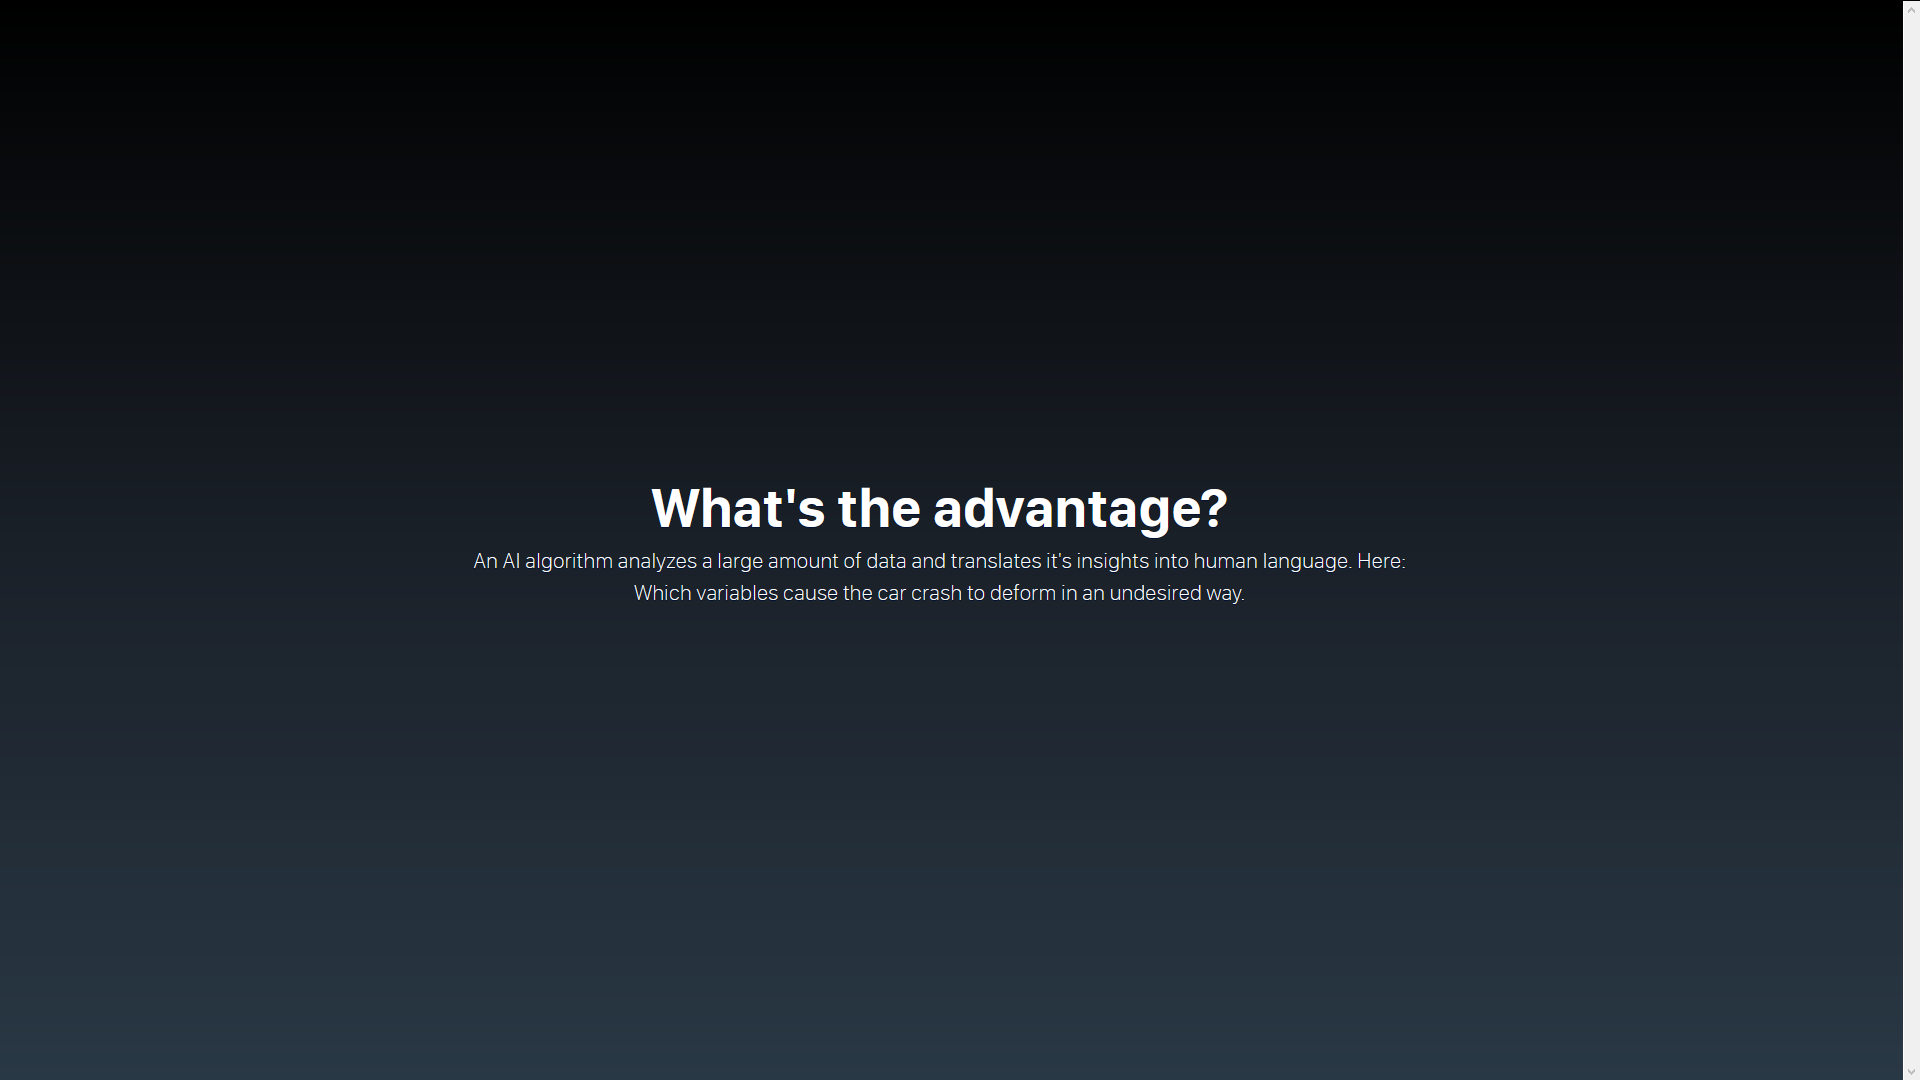 What's the advantage?
An AI algorithm analyzes a large amount of data and translates it's insights into human language. Here:
Which variables cause the car crash to deform in an undesired way.